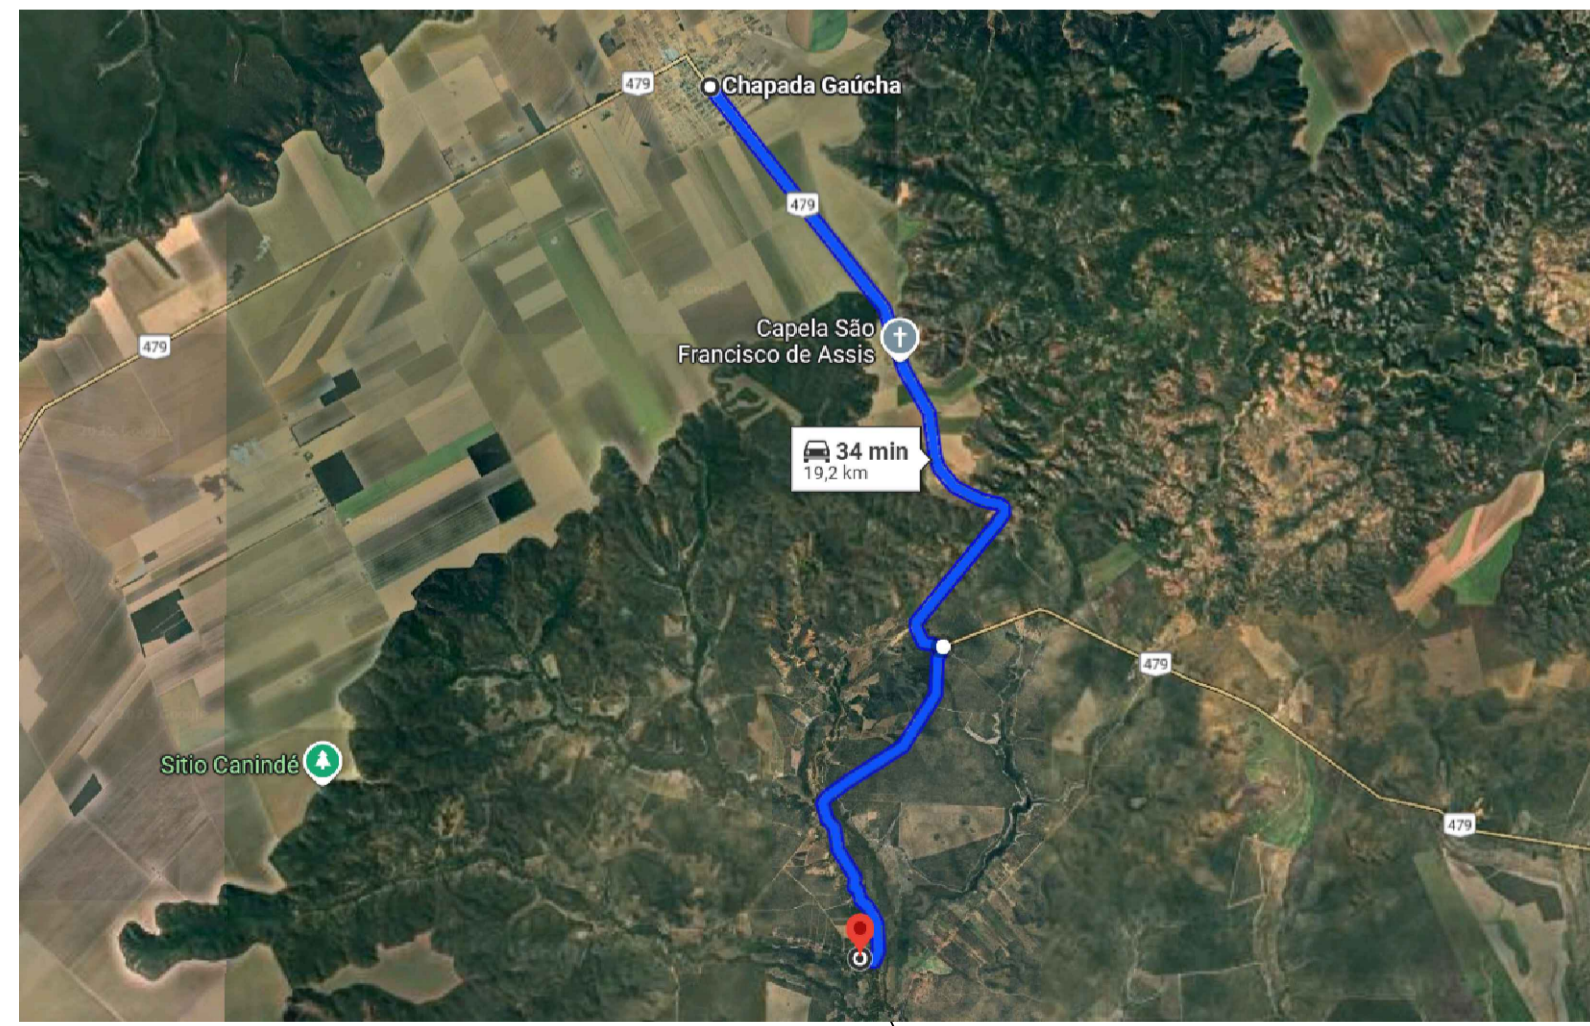 479
Chapada Gaúcha
479
Capela São
Francisco de Assis
479
34 min
19,2 km
479
Sítio Canindé
479